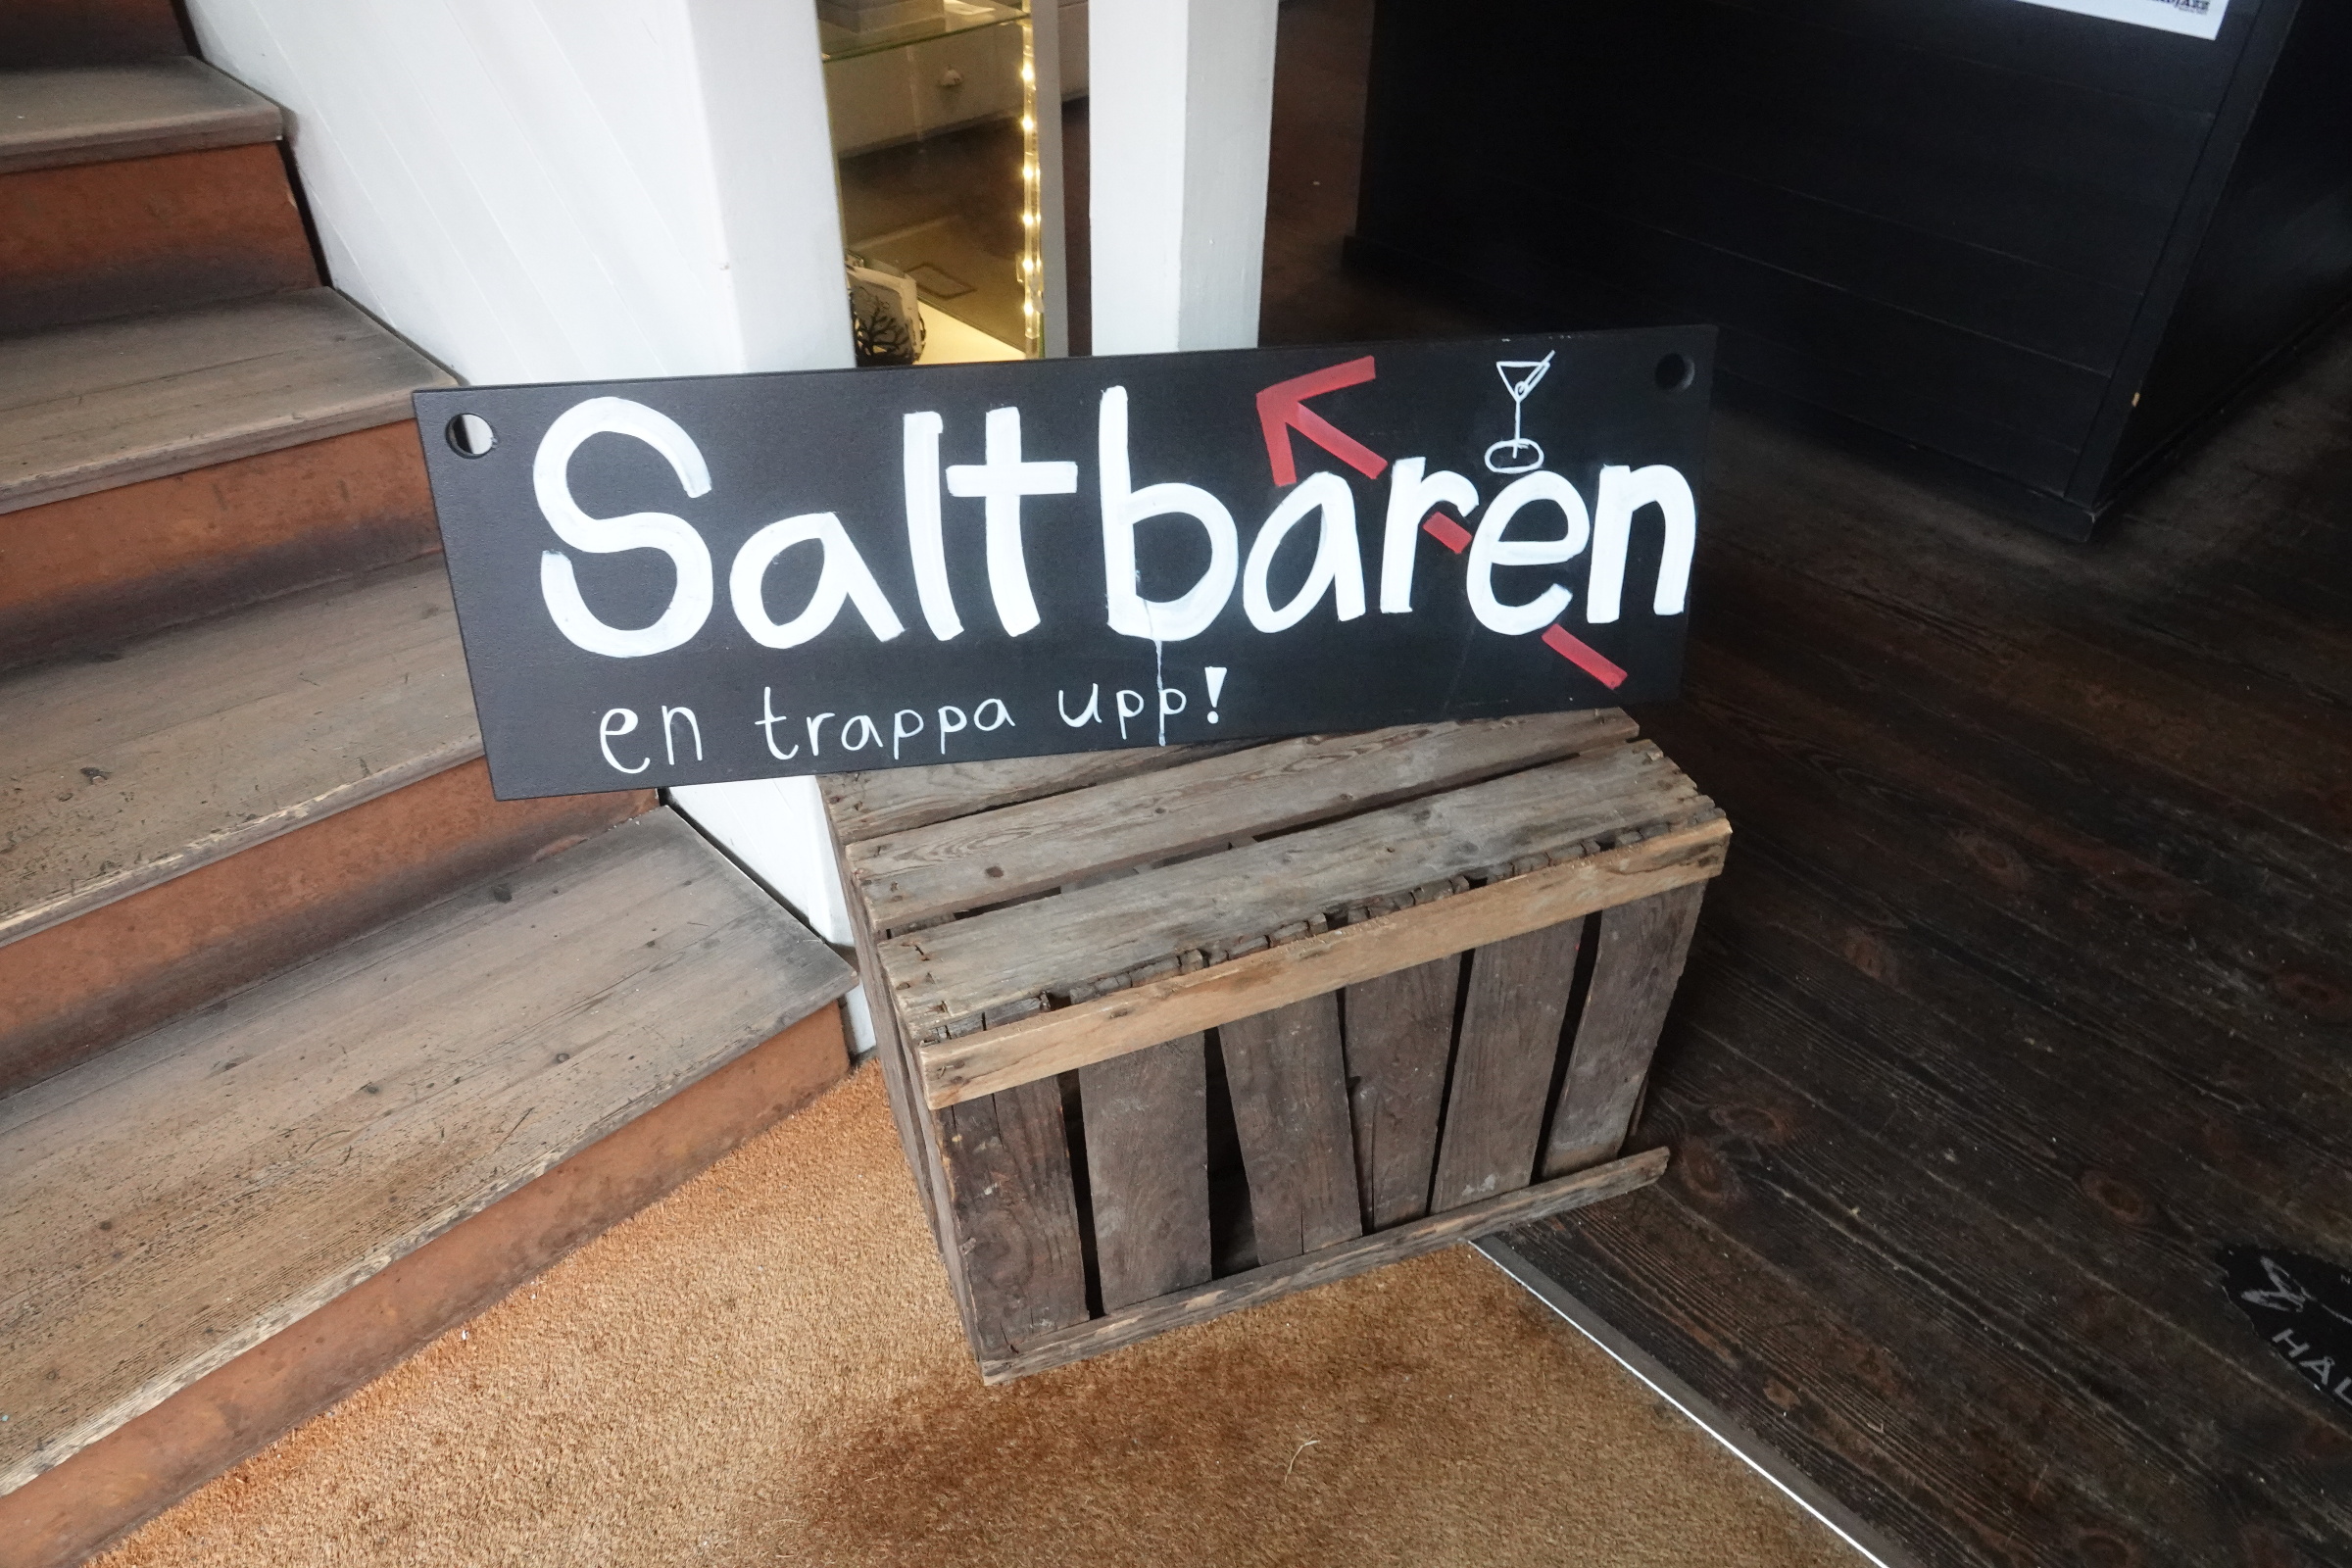 Saltbaren
en trappa upp!